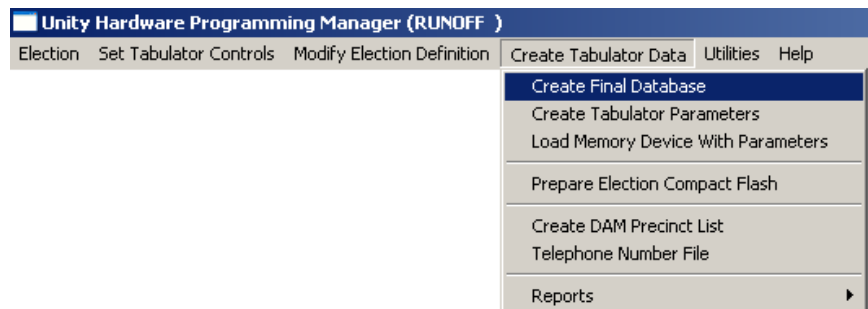 Unity Hardware Programming Manager (RUNOFF )
Election Set Tabulator Controls Modify Election Definition Create Tabulator Data Utilities Help
Create Final Database
Create Tabulator Parameters
Load Memory Device With Parameters
Prepare Election Compact Flash
Create DAM Precinct List
Telephone Number File
Reports